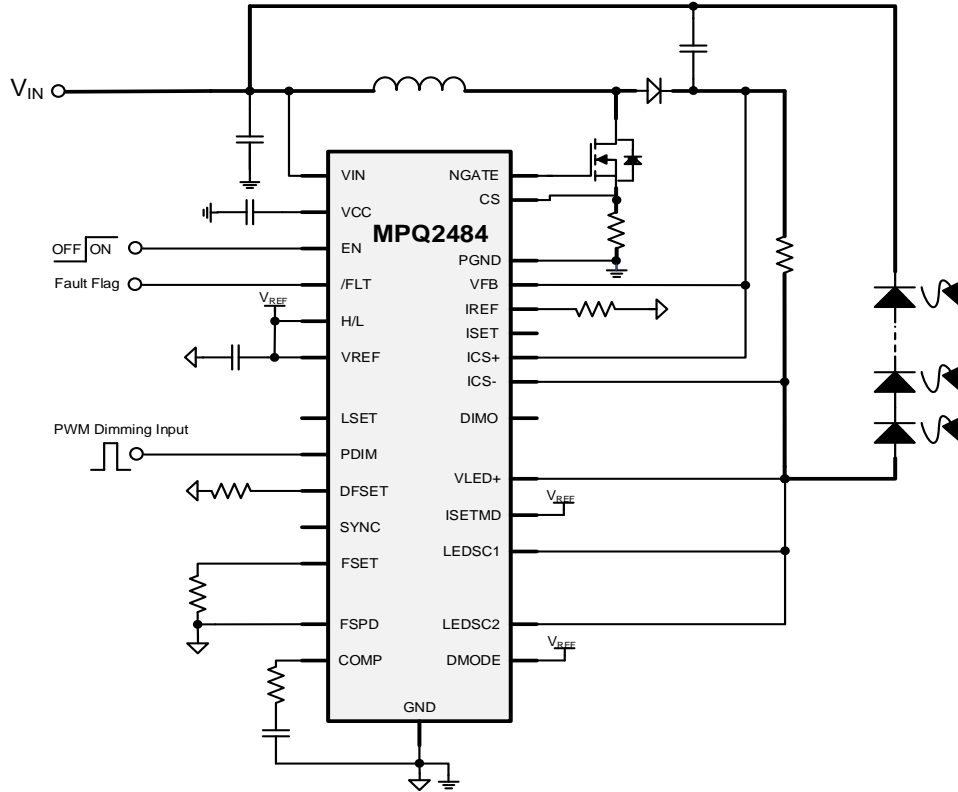 VIN
MPQ2484
VIN
VCC
EN
/FLT
H/L
VREF
LSET
PDIM
DFSET
SYNC
FSET
FSPD
COMP
GND
NGATE
CS
PGND
VFB
IREF
ISET
ICS+
ICS-
DIMO
VLED+
ISETMD
LEDSC1
LEDSC2
DMODE
OFF ON
Fault Flag
VREF
PWM Dimming Input
VREF
VREF